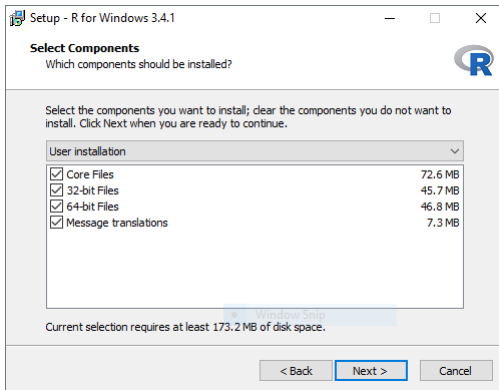 Setup - R for Windows 3.4.1
Select Components
Which components should be installed?
R
Select the components you want to install; clear the components you do not want to
install. Click Next when you are ready to continue.
User installation
Core Files 72.6 MB
32-bit Files 45.7 MB
64-bit Files 46.8 MB
Message translations 7.3 MB
Window Snip
Current selection requires at least 173.2 MB of disk space.
< Back Next > Cancel